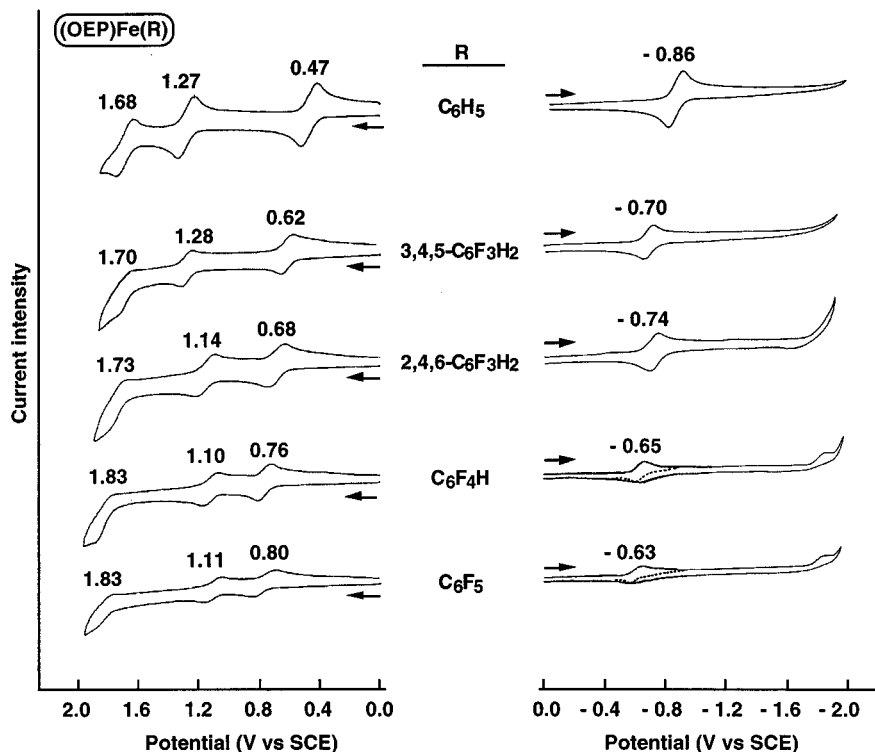 (OEP)Fe(R)
R
1.68 1.27 0.47
C6H5
- 0.86
1.70 1.28 0.62
3,4,5-C6F3H2
- 0.70
1.73 1.14 0.68
2,4,6-C6F3H2
- 0.74
1.83 1.10 0.76
C6F4H
- 0.65
1.83 1.11 0.80
C6F5
- 0.63
Current intensity
2.0 1.6 1.2 0.8 0.4 0.0
Potential (V vs SCE)
0.0 - 0.4 - 0.8 - 1.2 - 1.6 - 2.0
Potential (V vs SCE)